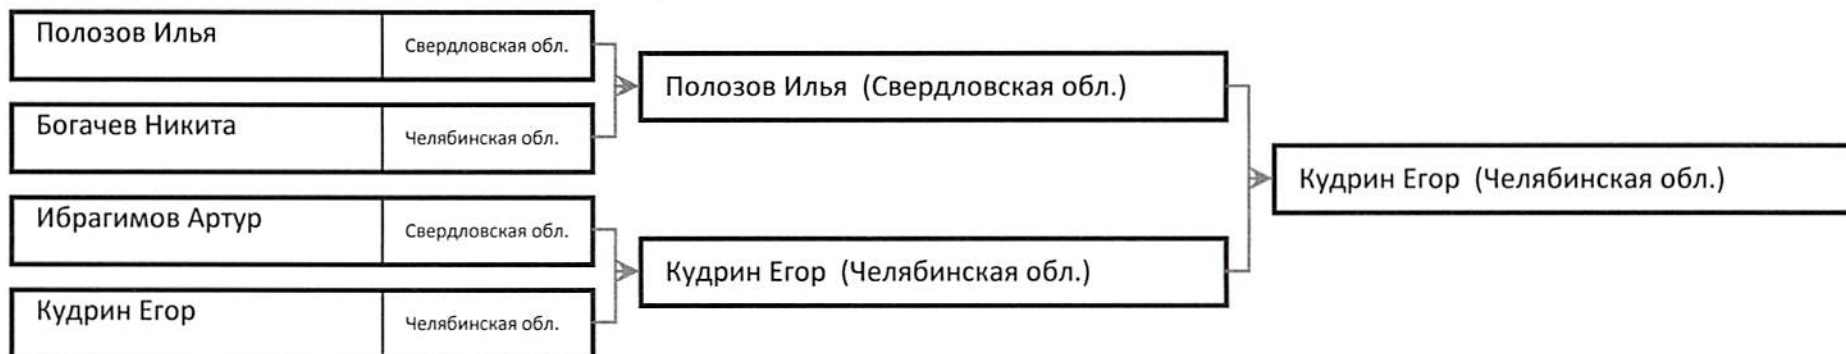 Полозов Илья Свердловская обл.
Богачев Никита Челябинская обл.
Ибрагимов Артур Свердловская обл.
Кудрин Егор Челябинская обл.
Полозов Илья (Свердловская обл.)
Кудрин Егор (Челябинская обл.)
Кудрин Егор (Челябинская обл.)